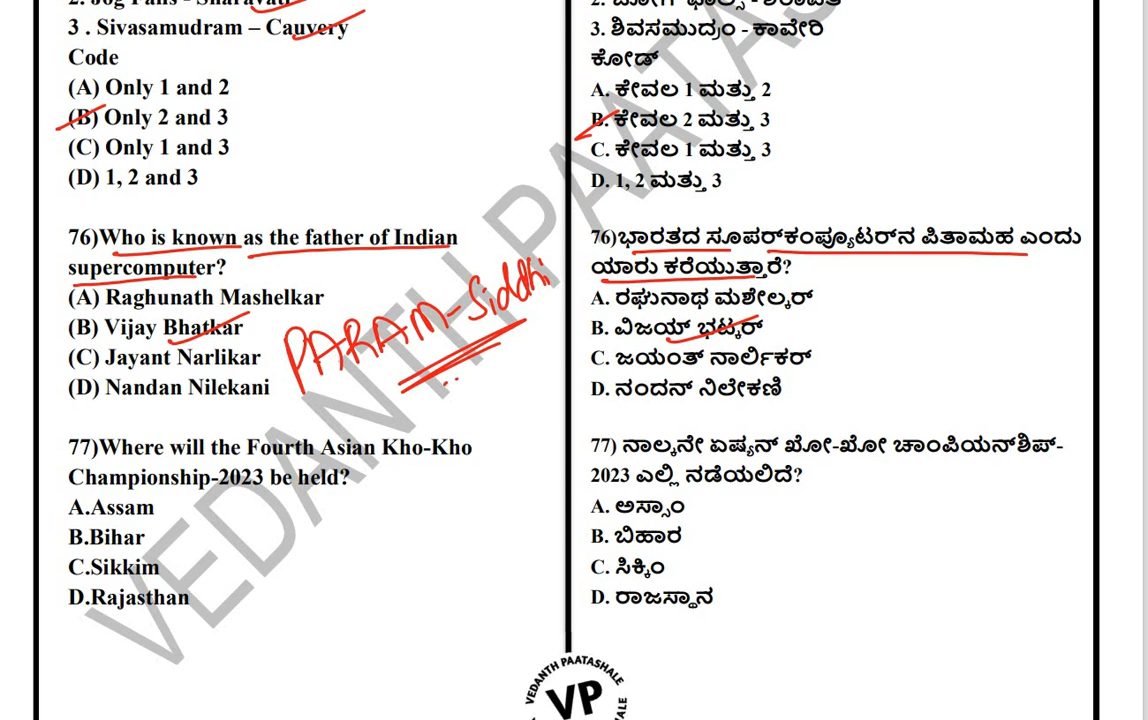 2. Jog Falls - Sharavati
3 . Sivasamudram – Cauvery
Code
(A) Only 1 and 2
(B) Only 2 and 3
(C) Only 1 and 3
(D) 1, 2 and 3
76)Who is known as the father of Indian
supercomputer?
(A) Raghunath Mashelkar
(B) Vijay Bhatkar
(C) Jayant Narlikar
(D) Nandan Nilekani
PARAM-Siddhi
77)Where will the Fourth Asian Kho-Kho
Championship-2023 be held?
A.Assam
B.Bihar
C.Sikkim
D.Rajasthan
3. ಶಿವಸಮುದ್ರಂ - ಕಾವೇರಿ
ಕೋಡ್
A. ಕೇವಲ 1 ಮತ್ತು 2
B. ಕೇವಲ 2 ಮತ್ತು 3
C. ಕೇವಲ 1 ಮತ್ತು 3
D. 1, 2 ಮತ್ತು 3
76)ಭಾರತದ ಸೂಪರ್‌ಕಂಪ್ಯೂಟರ್‌ನ ಪಿತಾಮಹ ಎಂದು
ಯಾರು ಕರೆಯುತ್ತಾರೆ?
A. ರಘುನಾಥ ಮಶೇಲ್ಕರ್
B. ವಿಜಯ್ ಭಟ್ಕರ್
C. ಜಯಂತ್ ನಾರ್ಲಿಕರ್
D. ನಂದನ್ ನಿಲೇಕಣಿ
77) ನಾಲ್ಕನೇ ಏಷ್ಯನ್ ಖೋ-ಖೋ ಚಾಂಪಿಯನ್‌ಶಿಪ್-
2023 ಎಲ್ಲಿ ನಡೆಯಲಿದೆ?
A. ಅಸ್ಸಾಂ
B. ಬಿಹಾರ
C. ಸಿಕ್ಕಿಂ
D. ರಾಜಸ್ಥಾನ
VEDANTH PAATASHALE
VEDANTH PAATASHALE
VP